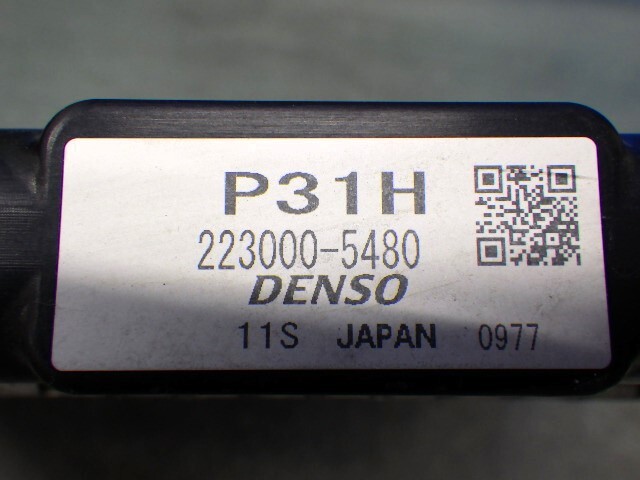 P31H
223000-5480
DENSO
11S JAPAN 0977